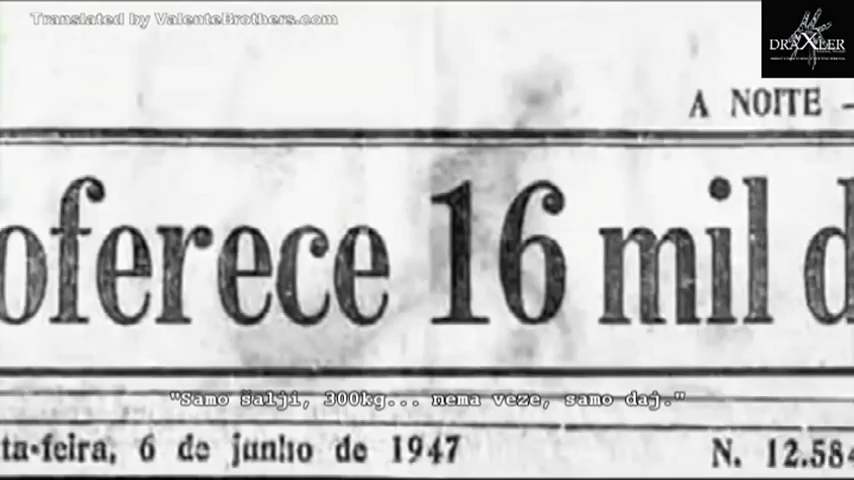 Translated by ValenteBrothers.com
DRAXLER
A NOITE -
oferece 16 mil d
"Samo šalji, 300kg... nema veze, samo daj."
ta-feira, 6 de junho de 1947
N. 12.584